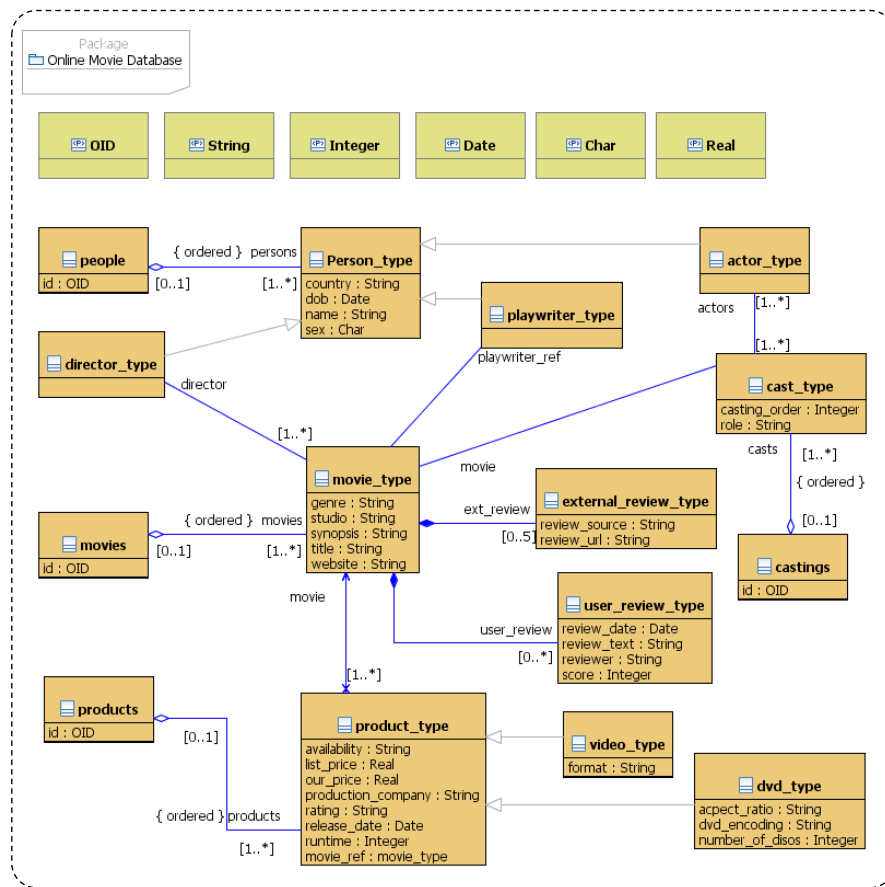 Package
Online Movie Database
OID
String
Integer
Date
Char
Real
people
id : OID
{ ordered } persons
[0..1]
[1..*]
Person_type
country : String
dob : Date
name : String
sex : Char
actor_type
[1..*]
actors
playwriter_type
playwriter_ref
director_type
director
[1..*]
[1..*]
cast_type
casting_order : Integer
role : String
movie
casts
[1..*]
{ ordered }
[0..1]
castings
id : OID
movie_type
genre : String
studio : String
synopsis : String
title : String
website : String
movies
id : OID
{ ordered } movies
[0..1]
[1..*]
ext_review
[0..5]
external_review_type
review_source : String
review_url : String
movie
user_review
[0..*]
user_review_type
review_date : Date
review_text : String
reviewer : String
score : Integer
[1..*]
products
id : OID
[0..1]
{ ordered } products
[1..*]
product_type
availability : String
list_price : Real
our_price : Real
production_company : String
rating : String
release_date : Date
runtime : Integer
movie_ref : movie_type
video_type
format : String
dvd_type
acpect_ratio : String
dvd_encoding : String
number_of_disos : Integer